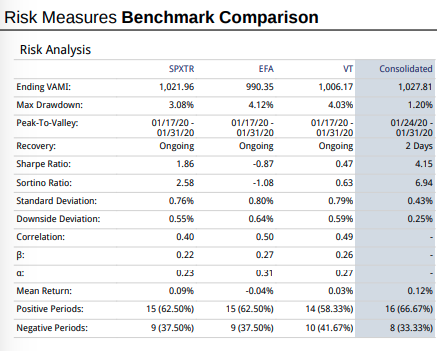 Risk Measures Benchmark Comparison
Risk Analysis
SPXTR EFA VT Consolidated
Ending VAMI: 1,021.96 990.35 1,006.17 1,027.81
Max Drawdown: 3.08% 4.12% 4.03% 1.20%
Peak-To-Valley: 01/17/20 - 01/17/20 - 01/17/20 - 01/24/20 -
01/31/20 01/31/20 01/31/20 01/31/20
Recovery: Ongoing Ongoing Ongoing 2 Days
Sharpe Ratio: 1.86 -0.87 0.47 4.15
Sortino Ratio: 2.58 -1.08 0.63 6.94
Standard Deviation: 0.76% 0.80% 0.79% 0.43%
Downside Deviation: 0.55% 0.64% 0.59% 0.25%
Correlation: 0.40 0.50 0.49 -
β: 0.22 0.27 0.26 -
α: 0.23 0.31 0.27 -
Mean Return: 0.09% -0.04% 0.03% 0.12%
Positive Periods: 15 (62.50%) 15 (62.50%) 14 (58.33%) 16 (66.67%)
Negative Periods: 9 (37.50%) 9 (37.50%) 10 (41.67%) 8 (33.33%)